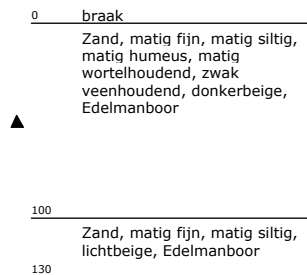 0 braak
Zand, matig fijn, matig siltig,
matig humeus, matig
wortelhoudend, zwak
veenhoudend, donkerbeige,
Edelmanboor
100
Zand, matig fijn, matig siltig,
lichtbeige, Edelmanboor
130